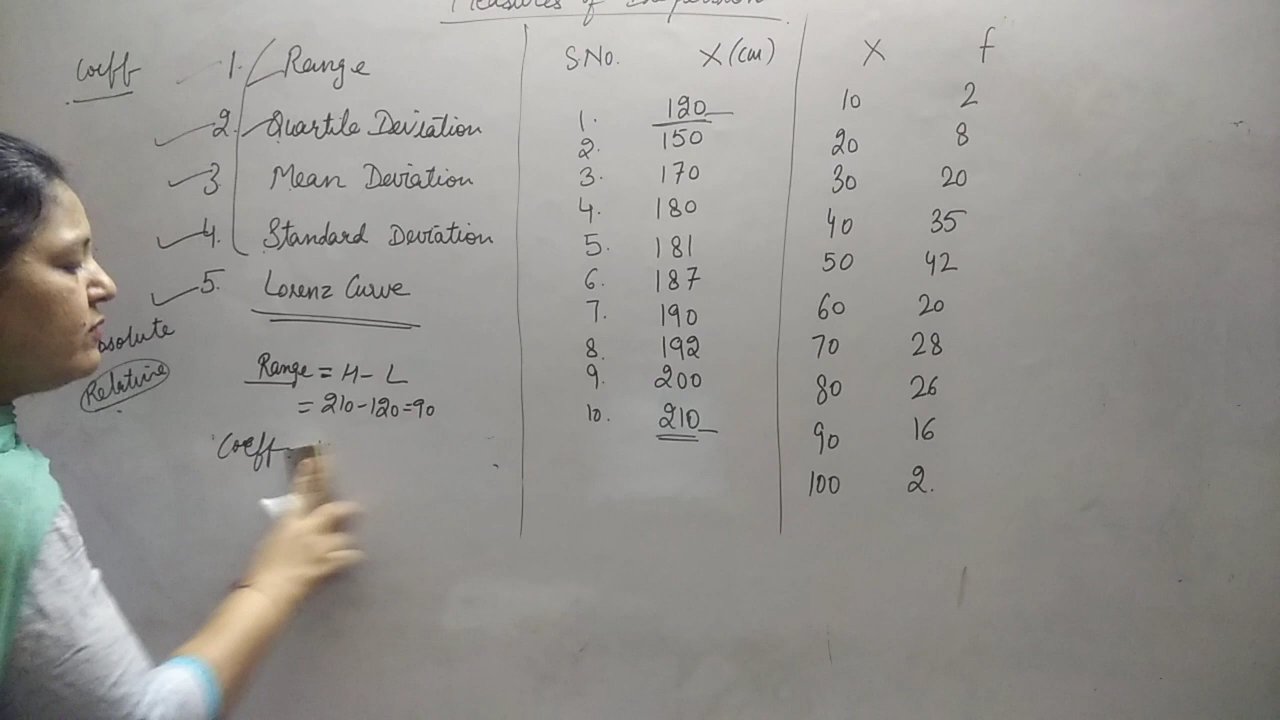 Measures of Dispersion
Coeff
1. Range
2. Quartile Deviation
3 Mean Deviation
4. Standard Deviation
5. Lorenz Curve
Relative
Range = H - L
= 210-120=90
Coeff
S.No. X (cm)
1. 120
2. 150
3. 170
4. 180
5. 181
6. 187
7. 190
8. 192
9. 200
10. 210
X f
10 2
20 8
30 20
40 35
50 42
60 20
70 28
80 26
90 16
100 2.